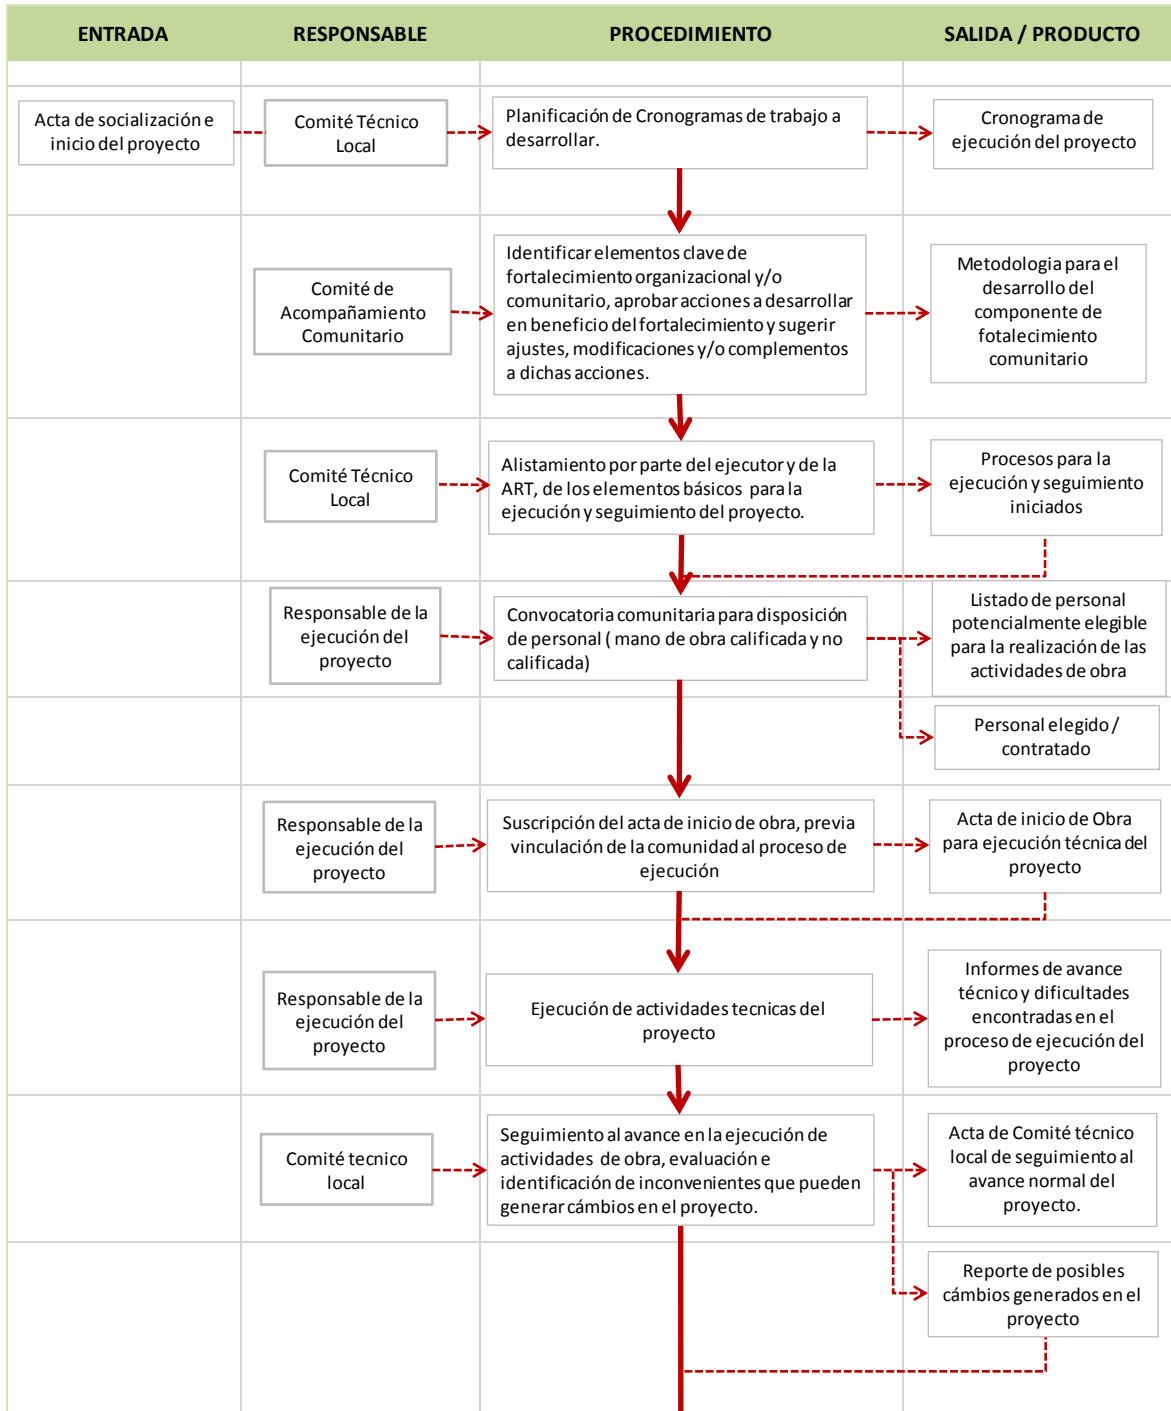 ENTRADA
RESPONSABLE
PROCEDIMIENTO
SALIDA / PRODUCTO
Acta de socialización e
inicio del proyecto
Comité Técnico
Local
Planificación de Cronogramas de trabajo a
desarrollar.
Cronograma de
ejecución del proyecto
Comité de
Acompañamiento
Comunitario
Identificar elementos clave de
fortalecimiento organizacional y/o
comunitario, aprobar acciones a desarrollar
en beneficio del fortalecimiento y sugerir
ajustes, modificaciones y/o complementos
a dichas acciones.
Metodologia para el
desarrollo del
componente de
fotalecimiento
comunitario
Comité Técnico
Local
Alistamiento por parte del ejecutor y de la
ART, de los elementos básicos para la
ejecución y seguimiento del proyecto.
Procesos para la
ejecución y seguimiento
iniciados
Responsable de la
ejecución del
proyecto
Convocatoria comunitaria para disposición
de personal ( mano de obra calificada y no
calificada)
Listado de personal
potencialmente elegible
para la realización de las
actividades de obra
Personal elegido /
contratado
Responsable de la
ejecución del
proyecto
Suscripción del acta de inicio de obra, previa
vinculación de la comunidad al proceso de
ejecución
Acta de inicio de Obra
para ejecución técnica del
proyecto
Responsable de la
ejecución del
proyecto
Ejecución de actividades tecnicas del
proyecto
Informes de avance
técnico y dificultades
encontradas en el
proceso de ejecución del
proyecto
Comité tecnico
local
Seguimiento al avance en la ejecución de
actividades de obra, evaluación e
identificación de inconvenientes que pueden
generar cámbios en el proyecto.
Acta de Comité técnico
local de seguimiento al
avance normal del
proyecto.
Reporte de posibles
cámbios generados en el
proyecto